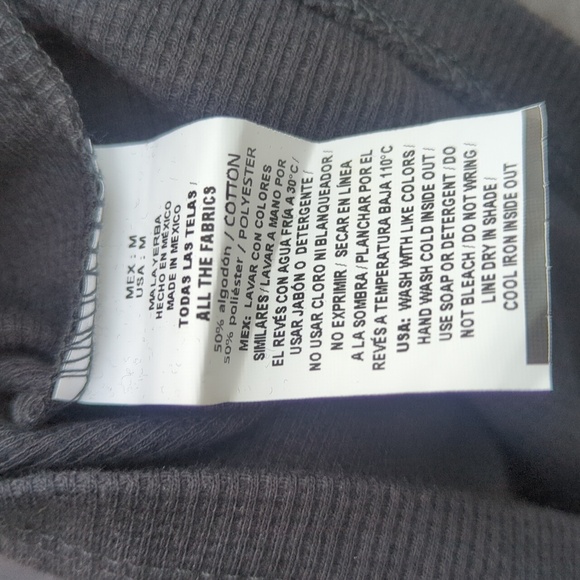 MEX : M
USA : M
MALA YERBA
HECHO EN MÉXICO
MADE IN MEXICO
TODAS LAS TELAS /
ALL THE FABRICS
50% algodón / COTTON
50% poliéster / POLYESTER
MEX: LAVAR CON COLORES
SIMILARES / LAVAR A MANO POR
EL REVÉS CON AGUA FRÍA A 30°C /
USAR JABÓN O DETERGENTE /
NO USAR CLORO NI BLANQUEADOR /
NO EXPRIMIR / SECAR EN LÍNEA
A LA SOMBRA / PLANCHAR POR EL
REVÉS A TEMPERATURA BAJA 110°C
USA: WASH WITH LIKE COLORS /
HAND WASH COLD INSIDE OUT /
USE SOAP OR DETERGENT / DO
NOT BLEACH / DO NOT WRING /
LINE DRY IN SHADE /
COOL IRON INSIDE OUT